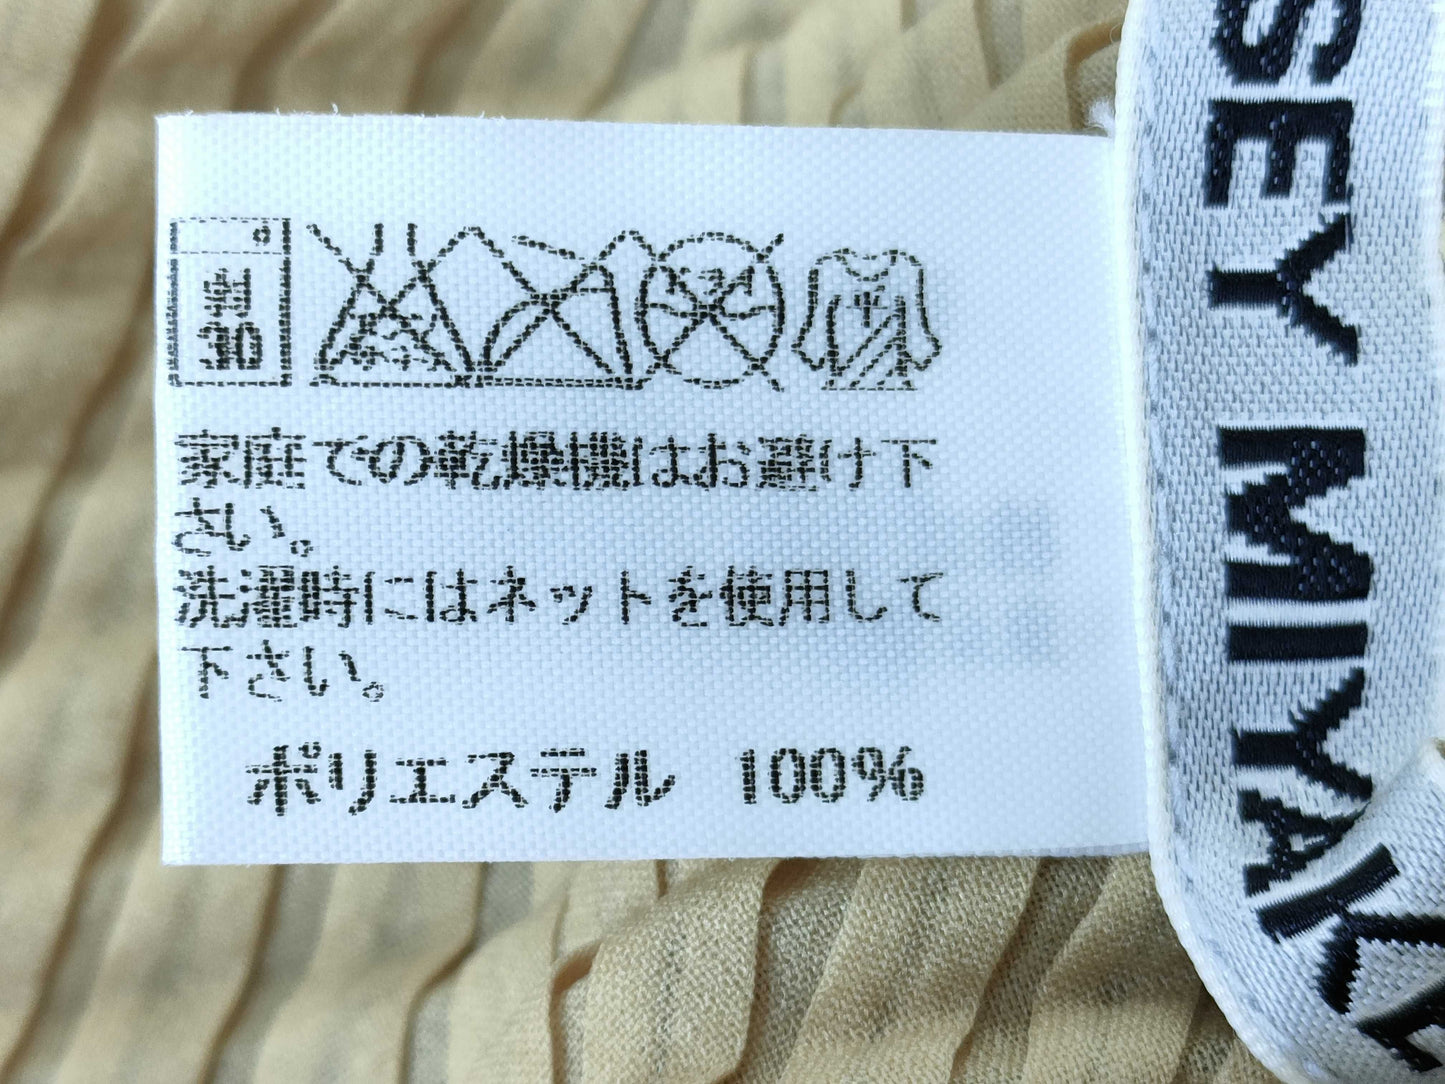 弱
30
平
家庭での乾燥機はお避け下
さい。
洗濯時にはネットを使用して
下さい。
ポリエステル 100%
SEY MIYAKE